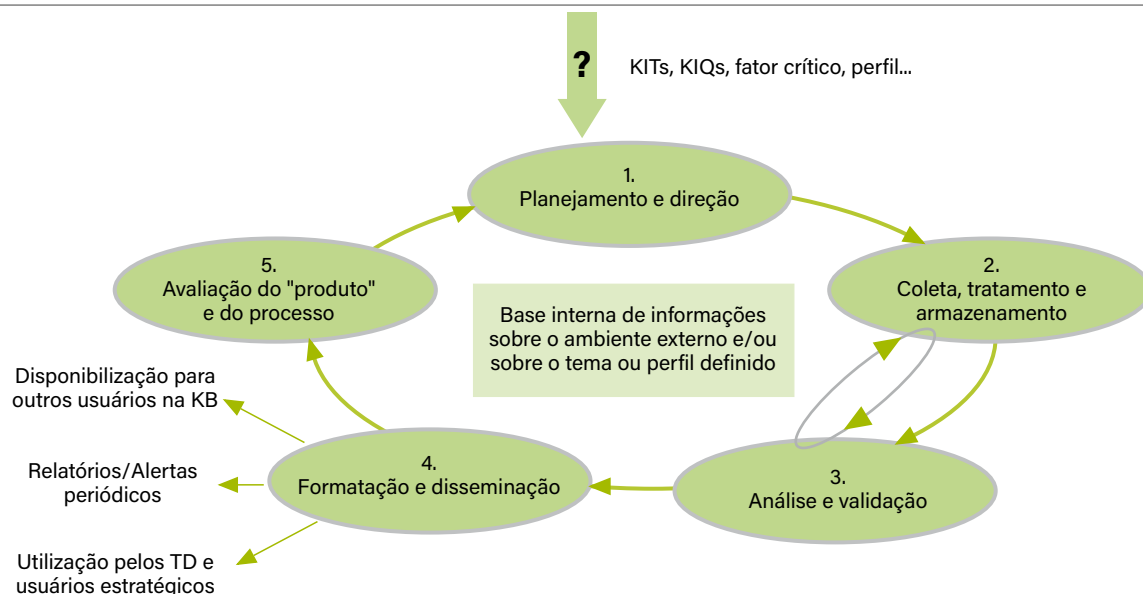 ?
KITs, KIQs, fator crítico, perfil...
1.
Planejamento e direção
2.
Coleta, tratamento e
armazenamento
3.
Análise e validação
4.
Formatação e disseminação
5.
Avaliação do "produto"
e do processo
Base interna de informações
sobre o ambiente externo e/ou
sobre o tema ou perfil definido
Disponibilização para
outros usuários na KB
Relatórios/Alertas
periódicos
Utilização pelos TD e
usuários estratégicos